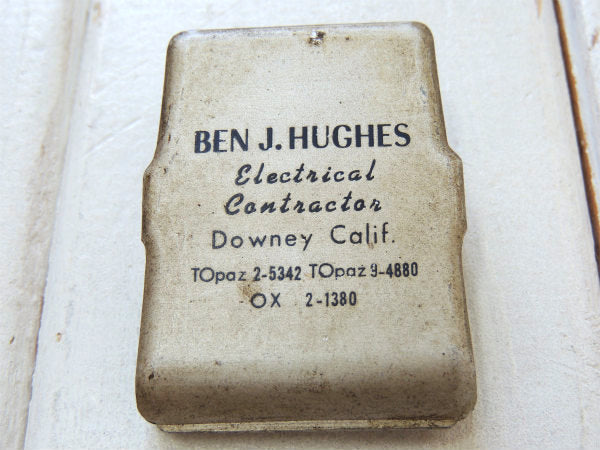 BEN J. HUGHES
Electrical
Contractor
Downey Calif.
TOpaz 2-5342 TOpaz 9-4880
OX 2-1380